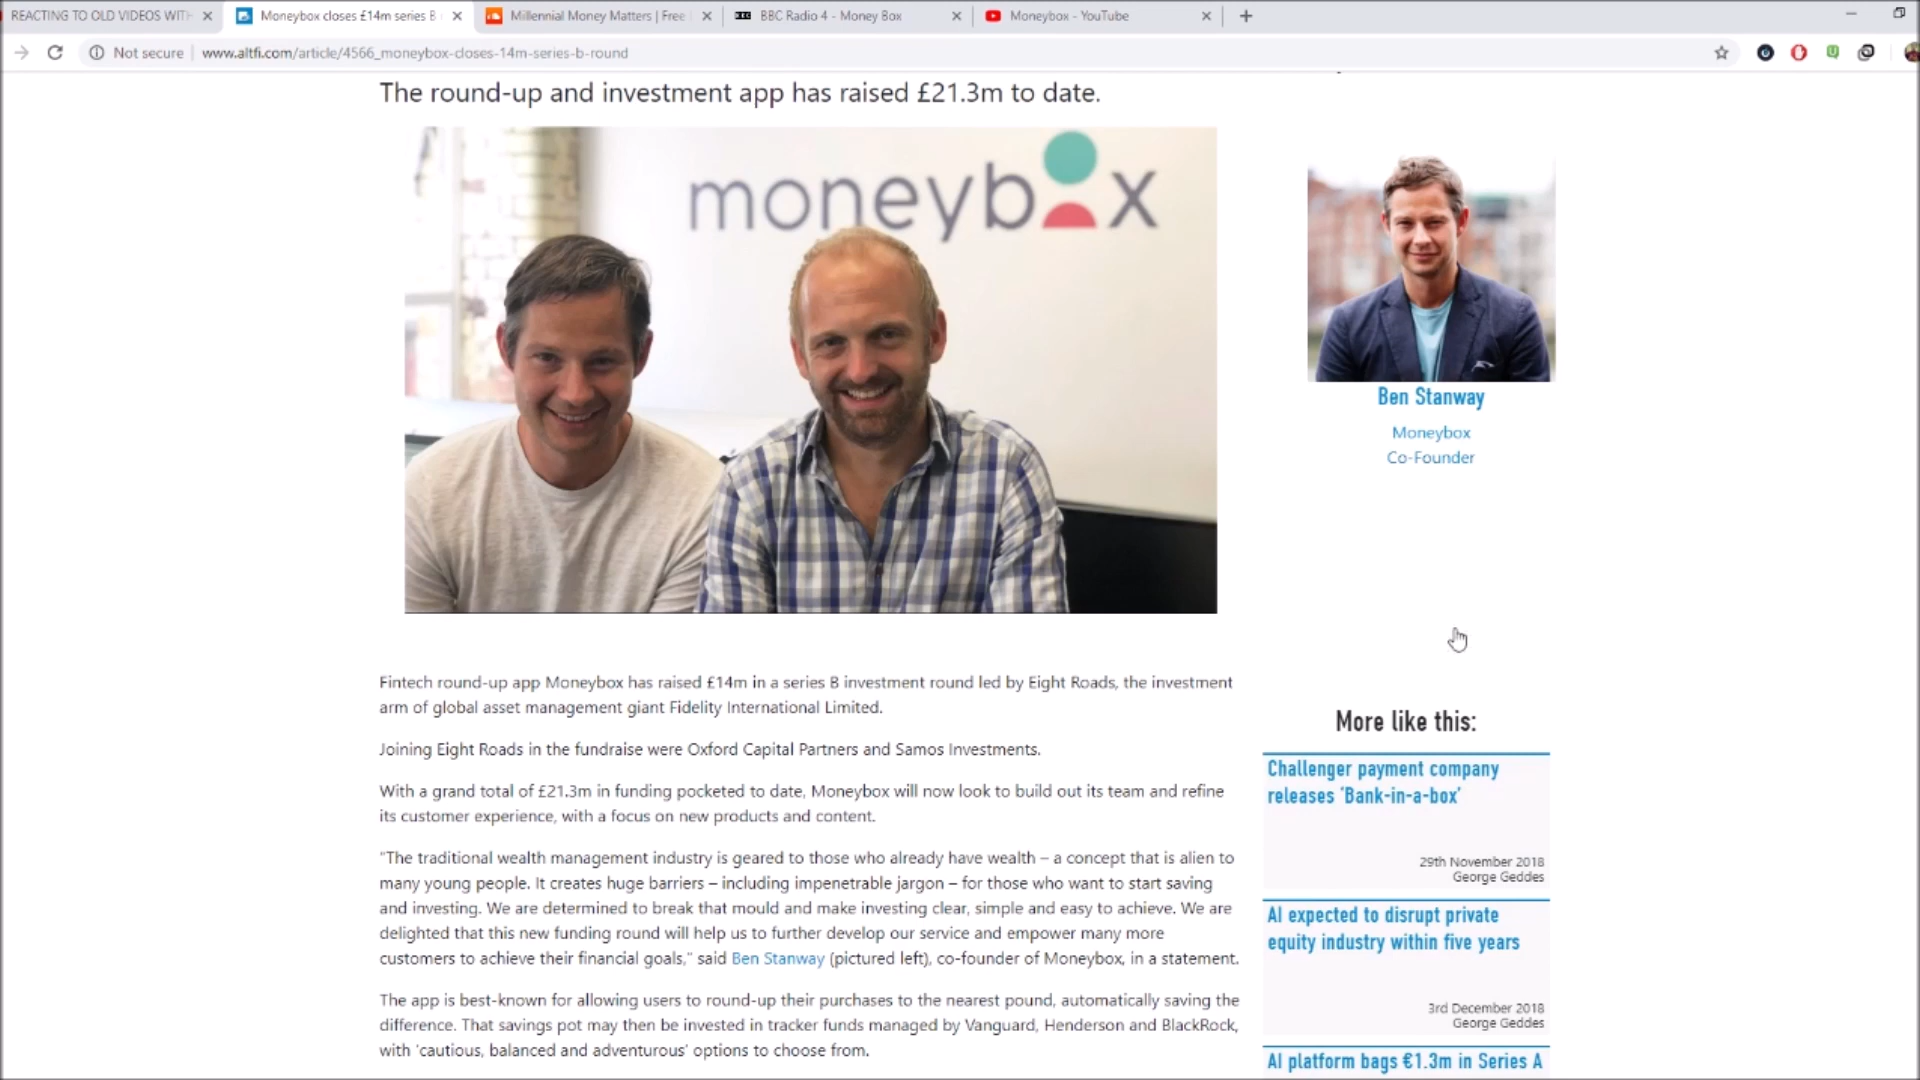 REACTING TO OLD VIDEOS WITH
Moneybox closes £14m series B
Millennial Money Matters | Free
BBC Radio 4 - Money Box
Moneybox - YouTube
Not secure
www.altfi.com/article/4566_moneybox-closes-14m-series-b-round
The round-up and investment app has raised £21.3m to date.
moneybox
Ben Stanway
Moneybox
Co-Founder
Fintech round-up app Moneybox has raised £14m in a series B investment round led by Eight Roads, the investment
arm of global asset management giant Fidelity International Limited.
Joining Eight Roads in the fundraise were Oxford Capital Partners and Samos Investments.
With a grand total of £21.3m in funding pocketed to date, Moneybox will now look to build out its team and refine
its customer experience, with a focus on new products and content.
"The traditional wealth management industry is geared to those who already have wealth – a concept that is alien to
many young people. It creates huge barriers – including impenetrable jargon – for those who want to start saving
and investing. We are determined to break that mould and make investing clear, simple and easy to achieve. We are
delighted that this new funding round will help us to further develop our service and empower many more
customers to achieve their financial goals," said Ben Stanway (pictured left), co-founder of Moneybox, in a statement.
The app is best-known for allowing users to round-up their purchases to the nearest pound, automatically saving the
difference. That savings pot may then be invested in tracker funds managed by Vanguard, Henderson and BlackRock,
with 'cautious, balanced and adventurous' options to choose from.
More like this:
Challenger payment company
releases 'Bank-in-a-box'
29th November 2018
George Geddes
AI expected to disrupt private
equity industry within five years
3rd December 2018
George Geddes
AI platform bags €1.3m in Series A